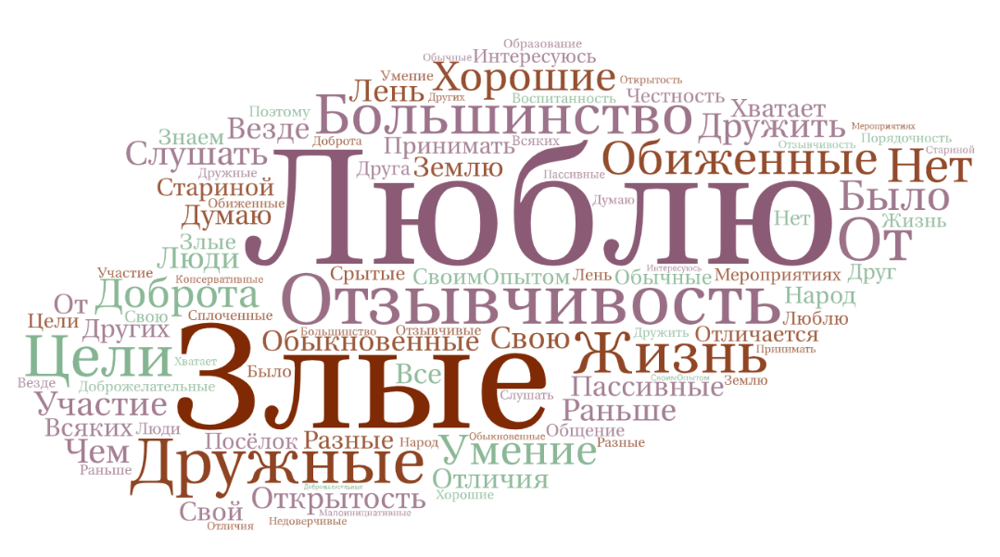 Образование
Обычные Интересуюсь
Умение Хорошие Открытость
Лень Других Воспитанность Честность
Поэтому Большинство Хватает
Знаем Везде Дружить Мероприятиях
Доброта Принимать Всяких Отзывчивость Порядочность
Слушать Обиженные Нет Стариной
Дружные Друга Землю Пассивные
Стариной Люблю Думаю Было
Обиженные
Думаю Нет Жизнь
От
Злые
Люди
Участие Консервативные Срытые СвоимОпытом Лень Обычные Интересуюсь Мероприятиях Друг
Доброта Отзывчивость Народ
От Свою Сплоченные Люблю
Цели Других Большинство Отзывчивые Дружить Отличается
Обыкновенные Свою Жизнь Принимать
Цели Хватает Злые
Везде Доброжелательные Было Все СвоимОпытом Землю
Участие Слушать Пассивные
Раньше
Всяких Люди Общение
Посёлок Разные Народ Обыкновенные Разные
Чем Дружные Умение
Раньше Отличия
Доброжелательные Хорошие
Свой Открытость
Малоинициативные
Отличия Недоверчивые